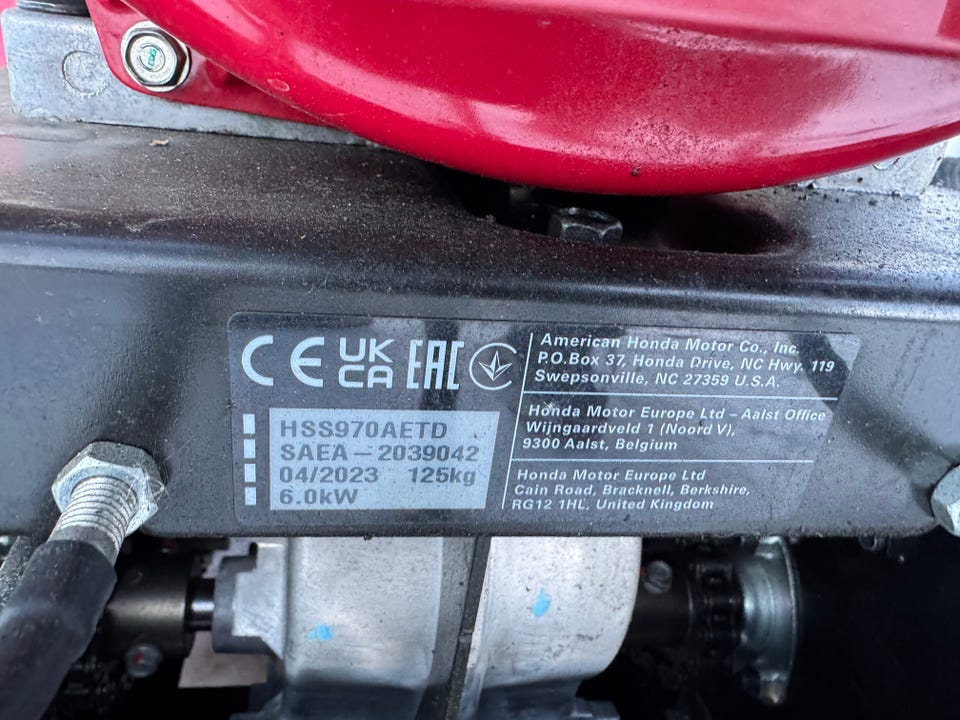 CE UK CA EAC
HSS970AETD
SAEA-2039042
04/2023 125kg
6.0kW
American Honda Motor Co., Inc.
P.O.Box 37, Honda Drive, NC Hwy. 119
Swepsonville, NC 27359 U.S.A.
Honda Motor Europe Ltd - Aalst Office
Wijngaardveld 1 (Noord V),
9300 Aalst, Belgium
Honda Motor Europe Ltd
Cain Road, Bracknell, Berkshire,
RG12 1HL, United Kingdom